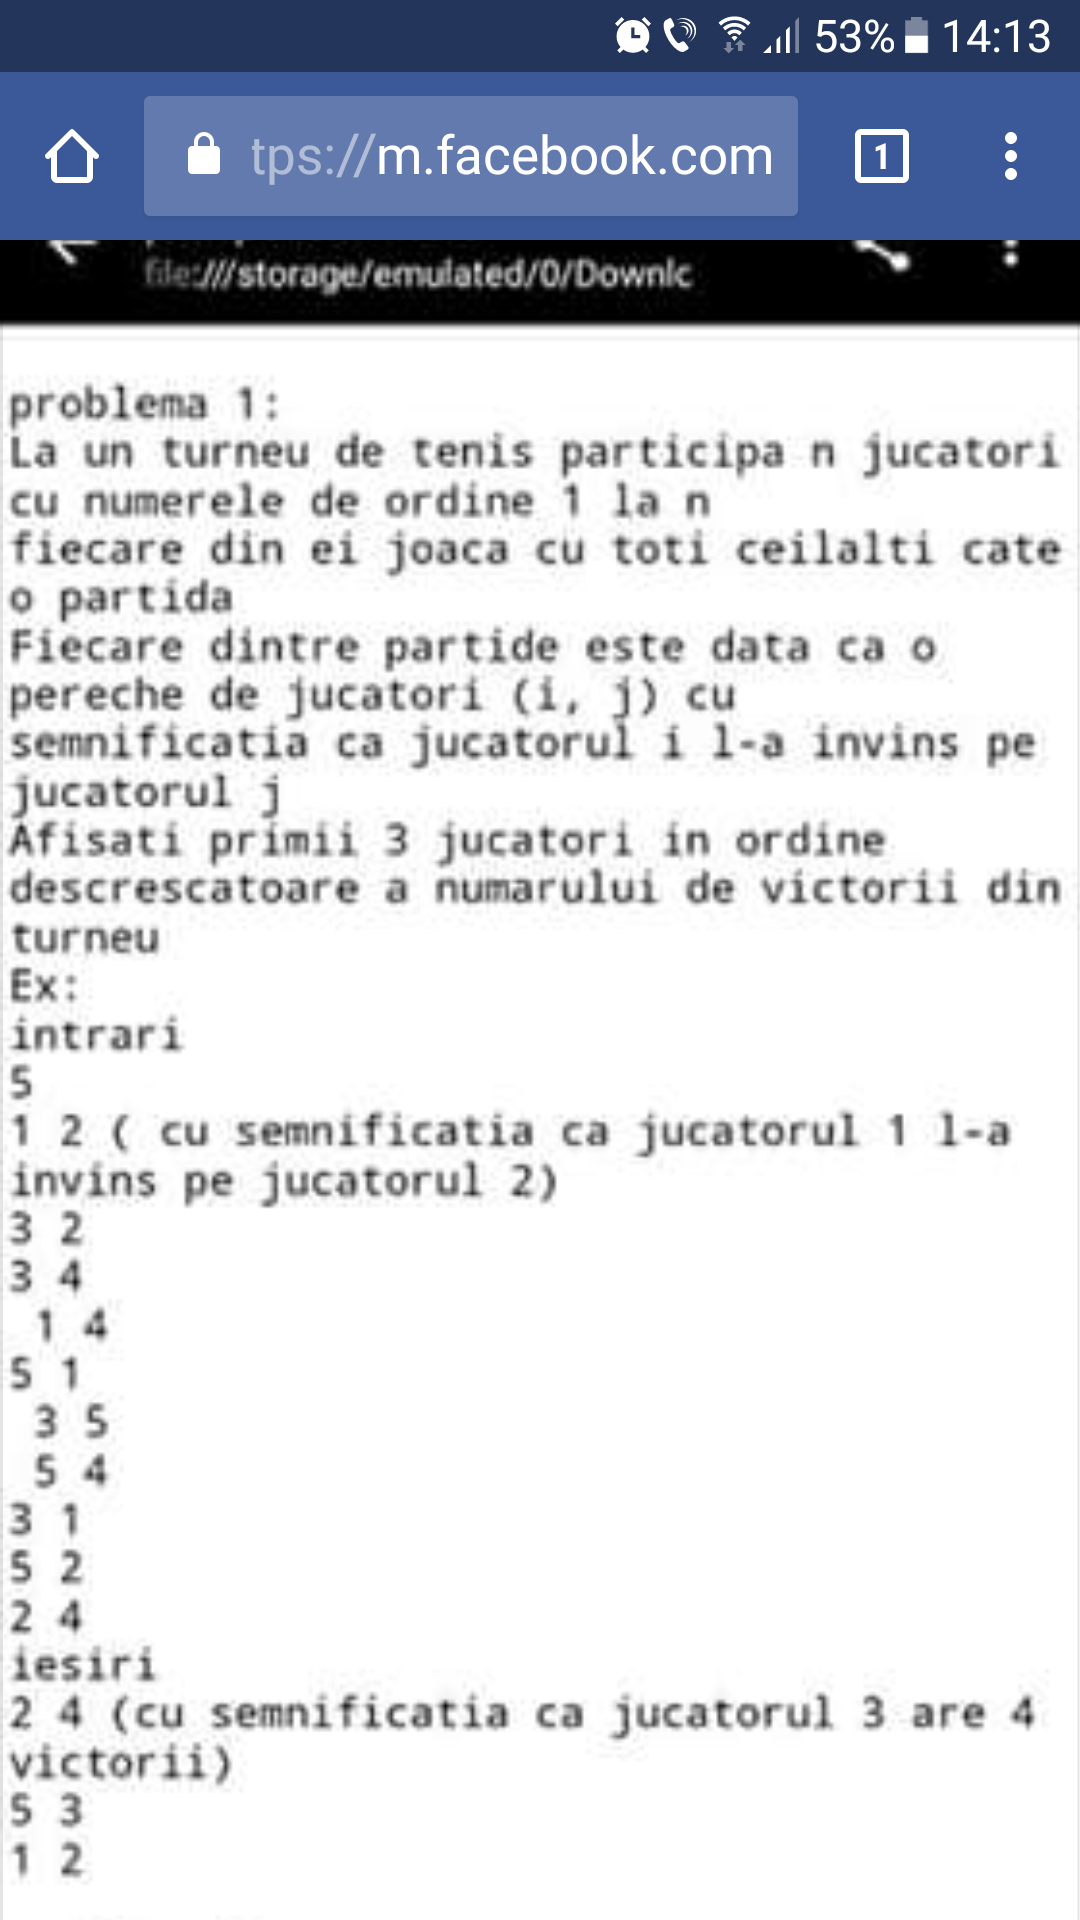 53% 14:13
tps://m.facebook.com 1
file:///storage/emulated/0/Downlc
problema 1:
La un turneu de tenis participa n jucatori
cu numerele de ordine 1 la n
fiecare din ei joaca cu toti ceilalti cate
o partida
Fiecare dintre partide este data ca o
pereche de jucatori (i, j) cu
semnificatia ca jucatorul i l-a invins pe
jucatorul j
Afisati primii 3 jucatori in ordine
descrescatoare a numarului de victorii din
turneu
Ex:
intrari
5
1 2 ( cu semnificatia ca jucatorul 1 l-a
invins pe jucatorul 2)
3 2
3 4
1 4
5 1
3 5
5 4
3 1
5 2
2 4
iesiri
2 4 (cu semnificatia ca jucatorul 3 are 4
victorii)
5 3
1 2